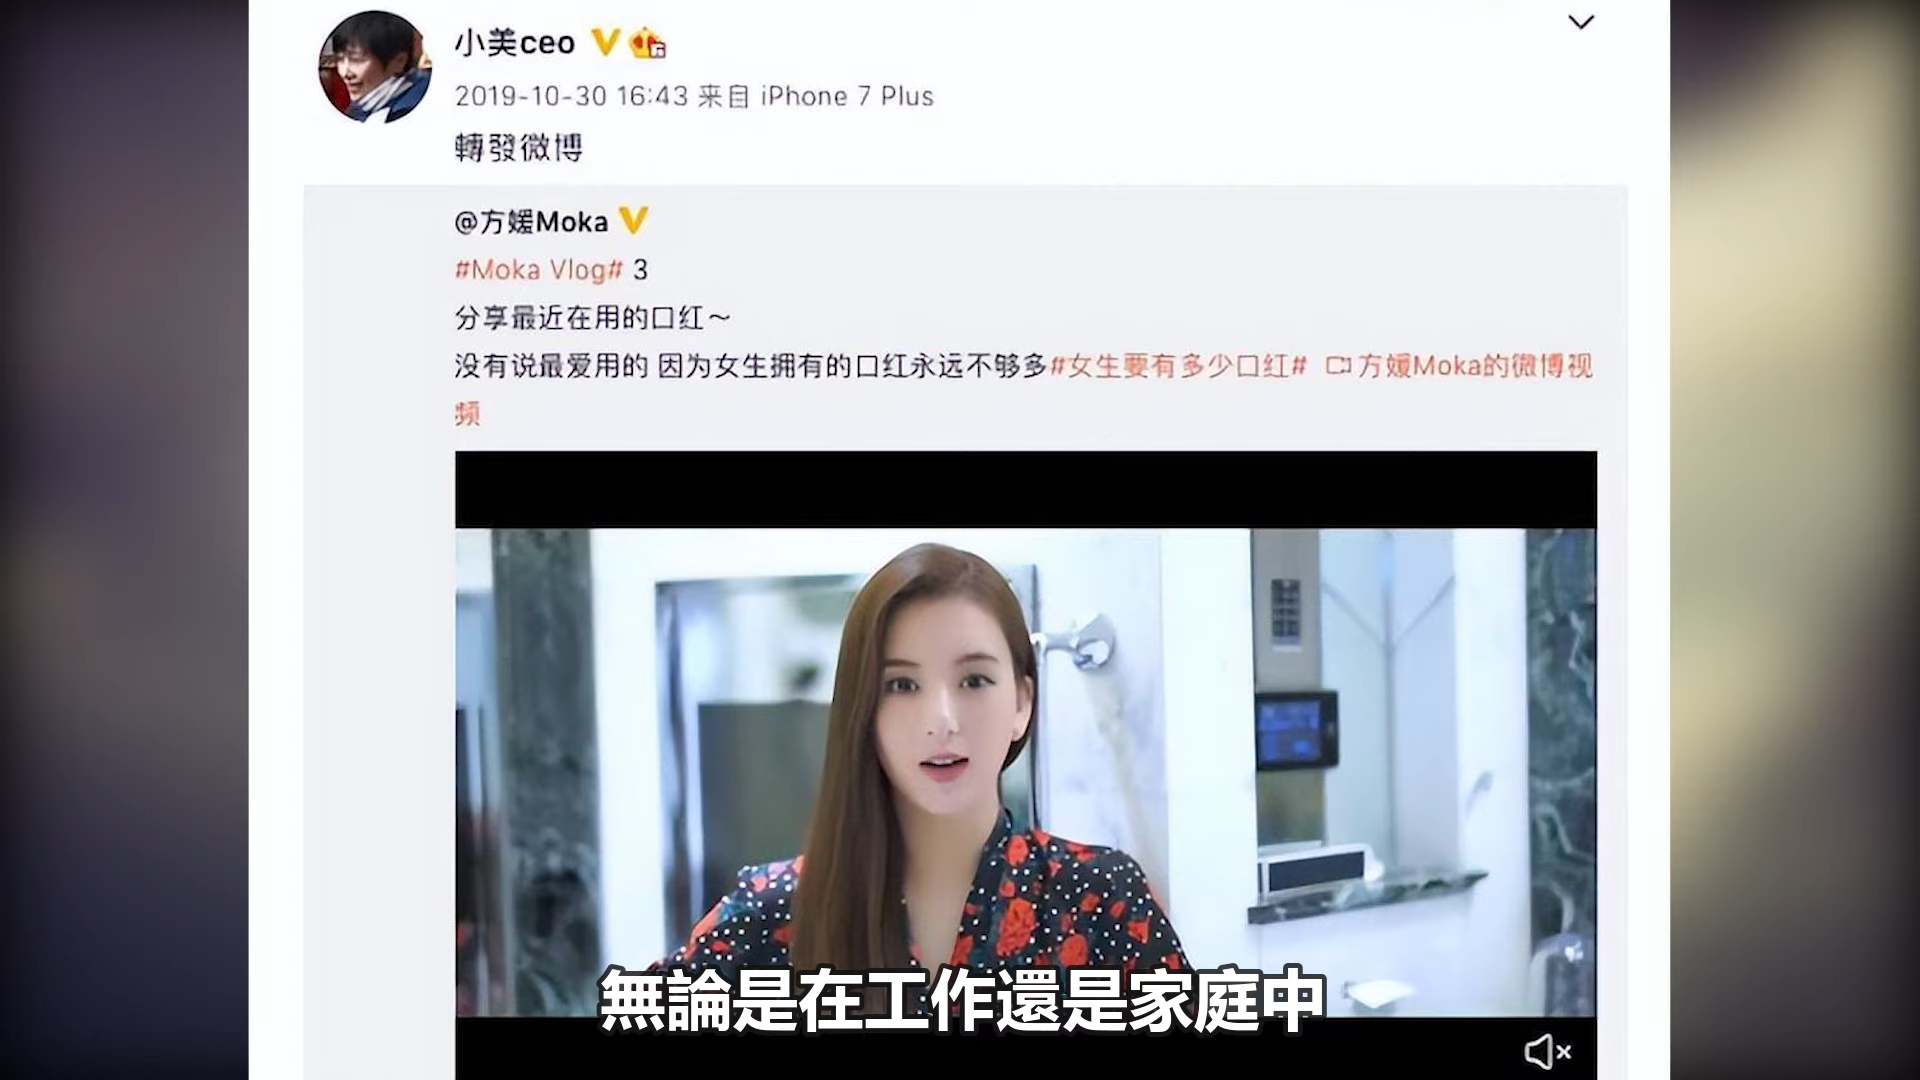 小美ceo
2019-10-30 16:43 来自 iPhone 7 Plus
轉發微博
@方媛Moka
#Moka Vlog# 3
分享最近在用的口红～
没有说最爱用的 因为女生拥有的口红永远不够多#女生要有多少口红# 方媛Moka的微博视
频
無論是在工作還是家庭中